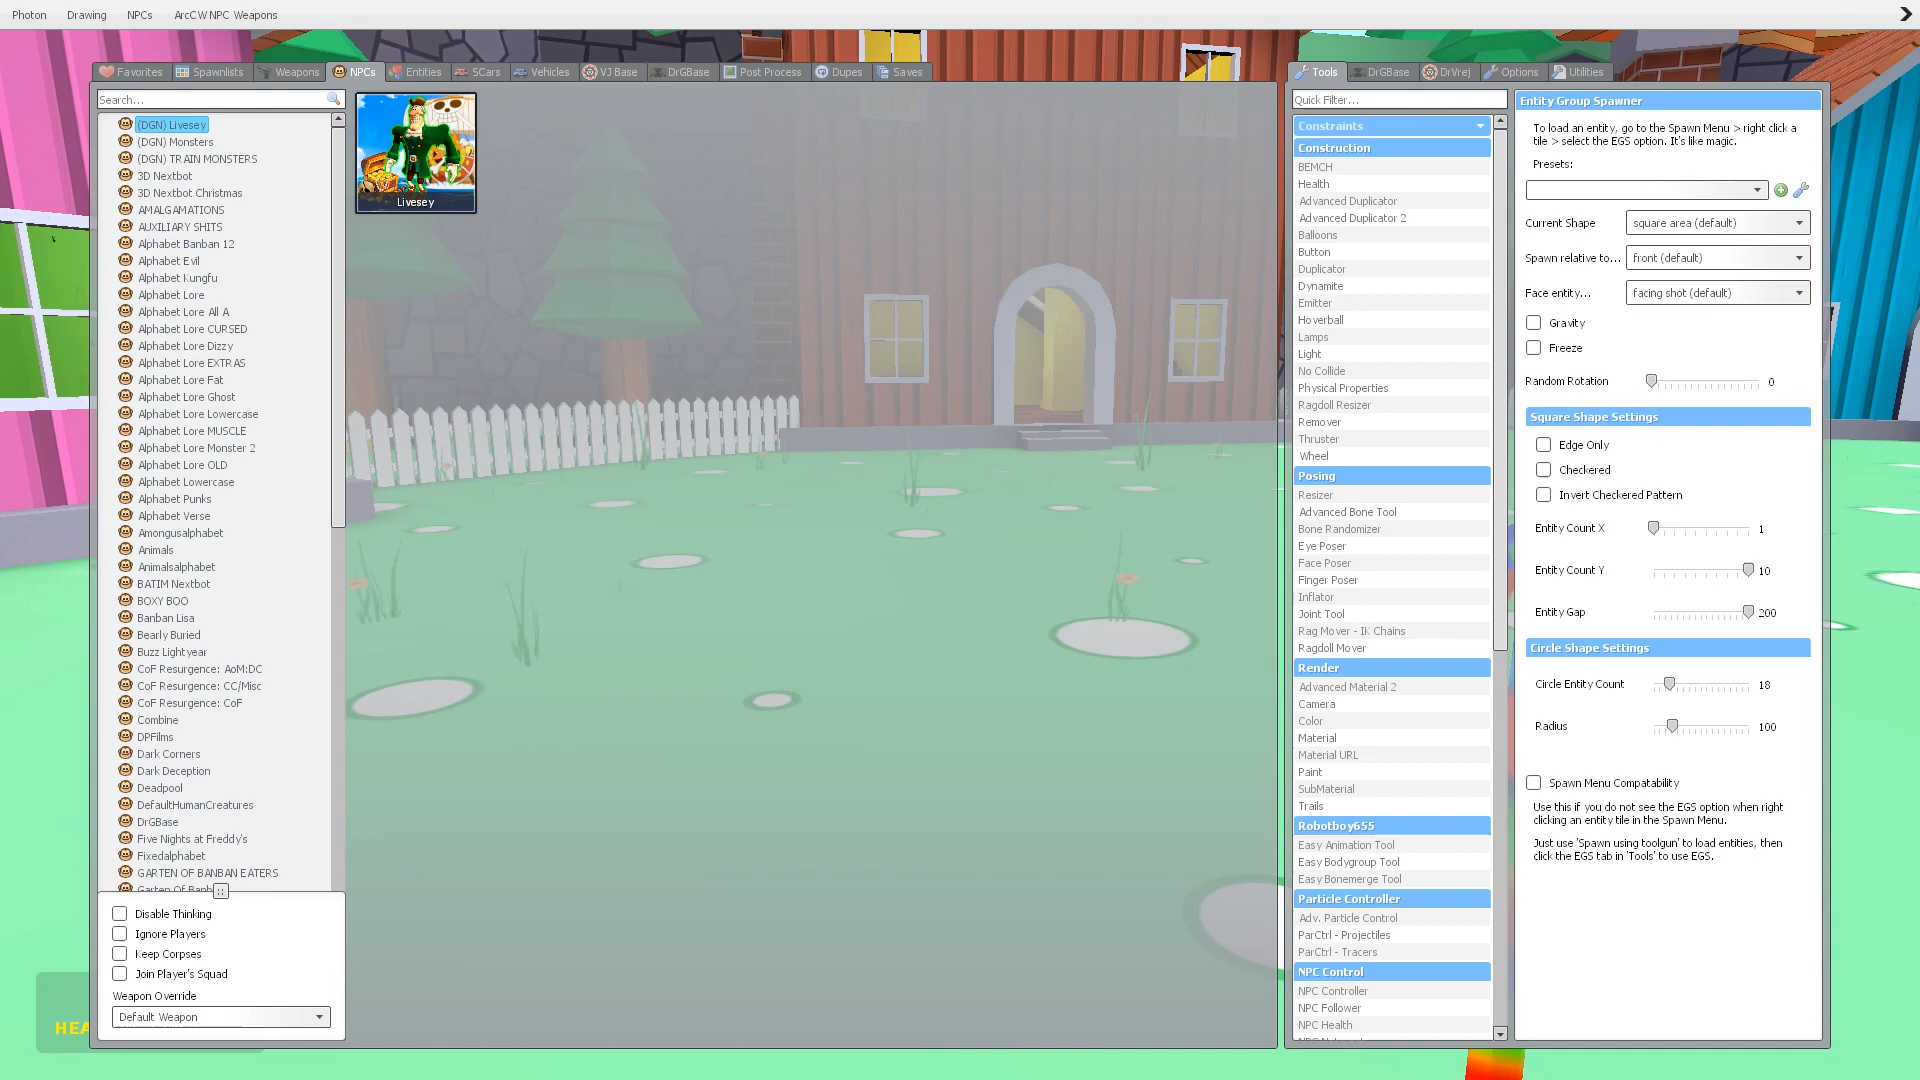 Photon Drawing NPCs ArcCW NPC Weapons
Favorites Spawnlists Weapons NPCs Entities SCars Vehicles VJ Base DrGBase Post Process Dupes Saves
Search...
(DGN) Livesey
(DGN) Monsters
(DGN) TRAIN MONSTERS
3D Nextbot
3D Nextbot Christmas
AMALGAMATIONS
AUXILIARY SHITS
Alphabet Banban 12
Alphabet Evil
Alphabet Kungfu
Alphabet Lore
Alphabet Lore All A
Alphabet Lore CURSED
Alphabet Lore Dizzy
Alphabet Lore EXTRAS
Alphabet Lore Fat
Alphabet Lore Ghost
Alphabet Lore Lowercase
Alphabet Lore MUSCLE
Alphabet Lore Monster 2
Alphabet Lore OLD
Alphabet Lowercase
Alphabet Punks
Alphabet Verse
Amongusalphabet
Animals
Animalsalphabet
BATIM Nextbot
BOXY BOO
Banban Lisa
Bearly Buried
Buzz Lightyear
CoF Resurgence: AoM:DC
CoF Resurgence: CC/Misc
CoF Resurgence: CoF
Combine
DPFilms
Dark Corners
Dark Deception
Deadpool
DefaultHumanCreatures
DrGBase
Five Nights at Freddy's
Fixedalphabet
GARTEN OF BANBAN EATERS
Garten Of Banb
Disable Thinking
Ignore Players
Keep Corpses
Join Player's Squad
Weapon Override
Default Weapon
HEA
Livesey
Tools DrGBase DrVrej Options Utilities
Quick Filter...
Constraints
Construction
BEMCH
Health
Advanced Duplicator
Advanced Duplicator 2
Balloons
Button
Duplicator
Dynamite
Emitter
Hoverball
Lamps
Light
No Collide
Physical Properties
Ragdoll Resizer
Remover
Thruster
Wheel
Posing
Resizer
Advanced Bone Tool
Bone Randomizer
Eye Poser
Face Poser
Finger Poser
Inflator
Joint Tool
Rag Mover - IK Chains
Ragdoll Mover
Render
Advanced Material 2
Camera
Color
Material
Material URL
Paint
SubMaterial
Trails
Robotboy655
Easy Animation Tool
Easy Bodygroup Tool
Easy Bonemerge Tool
Particle Controller
Adv. Particle Control
ParCtrl - Projectiles
ParCtrl - Tracers
NPC Control
NPC Controller
NPC Follower
NPC Health
Entity Group Spawner
To load an entity, go to the Spawn Menu > right click a
tile > select the EGS option. It's like magic.
Presets:
Current Shape square area (default)
Spawn relative to... front (default)
Face entity... facing shot (default)
Gravity
Freeze
Random Rotation 0
Square Shape Settings
Edge Only
Checkered
Invert Checkered Pattern
Entity Count X 1
Entity Count Y 10
Entity Gap 200
Circle Shape Settings
Circle Entity Count 18
Radius 100
Spawn Menu Compatability
Use this if you do not see the EGS option when right
clicking an entity tile in the Spawn Menu.
Just use 'Spawn using toolgun' to load entities, then
click the EGS tab in 'Tools' to use EGS.